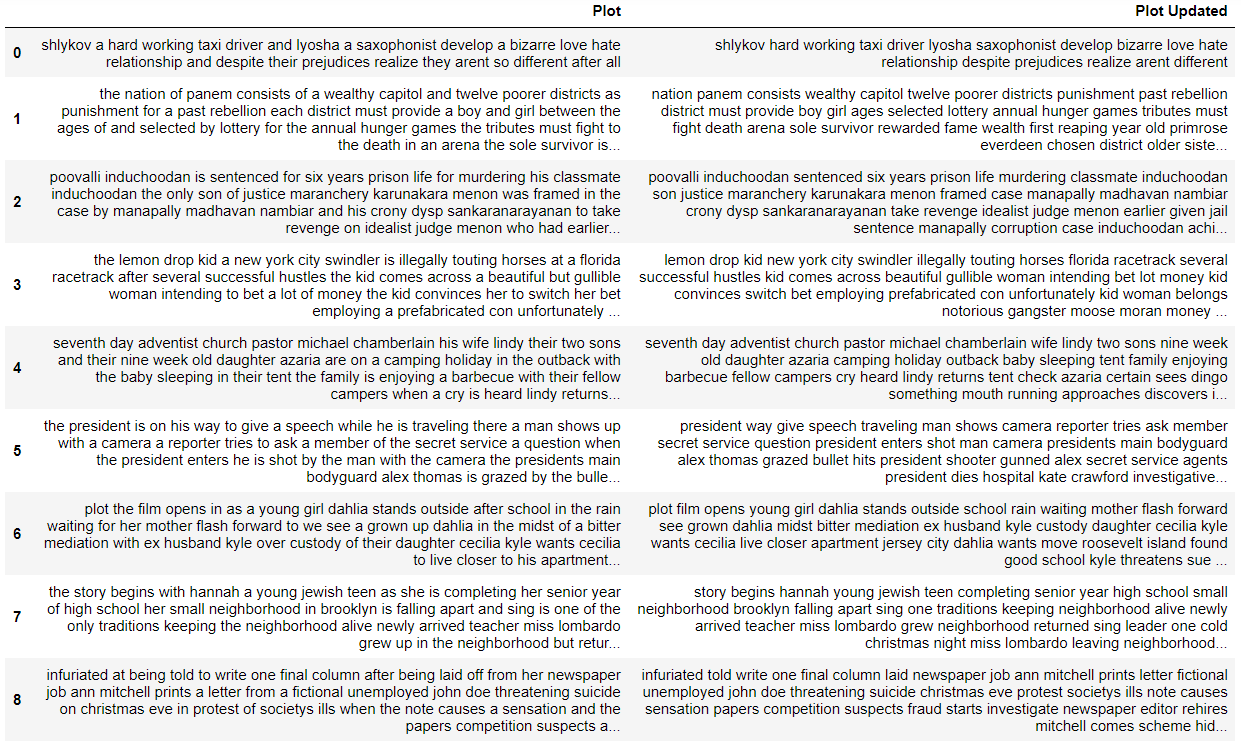 Plot
Plot Updated
0
shlykov a hard working taxi driver and lyosha a saxophonist develop a bizarre love hate
relationship and despite their prejudices realize they arent so different after all
shlykov hard working taxi driver lyosha saxophonist develop bizarre love hate
relationship despite prejudices realize arent different
1
the nation of panem consists of a wealthy capitol and twelve poorer districts as
punishment for a past rebellion each district must provide a boy and girl between the
ages of and selected by lottery for the annual hunger games the tributes must fight to
the death in an arena the sole survivor is...
nation panem consists wealthy capitol twelve poorer districts punishment past rebellion
district must provide boy girl ages selected lottery annual hunger games tributes must
fight death arena sole survivor rewarded fame wealth first reaping year old primrose
everdeen chosen district older siste...
2
poovalli induchoodan is sentenced for six years prison life for murdering his classmate
induchoodan the only son of justice maranchery karunakara menon was framed in the
case by manapally madhavan nambiar and his crony dysp sankaranarayanan to take
revenge on idealist judge menon who had earlier...
poovalli induchoodan sentenced six years prison life murdering classmate induchoodan
son justice maranchery karunakara menon framed case manapally madhavan nambiar
crony dysp sankaranarayanan take revenge idealist judge menon earlier given jail
sentence manapally corruption case induchoodan achi...
3
the lemon drop kid a new york city swindler is illegally touting horses at a florida
racetrack after several successful hustles the kid comes across a beautiful but gullible
woman intending to bet a lot of money the kid convinces her to switch her bet
employing a prefabricated con unfortunately ...
lemon drop kid new york city swindler illegally touting horses florida racetrack several
successful hustles kid comes across beautiful gullible woman intending bet lot money kid
convinces switch bet employing prefabricated con unfortunately kid woman belongs
notorious gangster moose moran money ...
4
seventh day adventist church pastor michael chamberlain his wife lindy their two sons
and their nine week old daughter azaria are on a camping holiday in the outback with
the baby sleeping in their tent the family is enjoying a barbecue with their fellow
campers when a cry is heard lindy returns...
seventh day adventist church pastor michael chamberlain wife lindy two sons nine week
old daughter azaria camping holiday outback baby sleeping tent family enjoying
barbecue fellow campers cry heard lindy returns tent check azaria certain sees dingo
something mouth running approaches discovers i...
5
the president is on his way to give a speech while he is traveling there a man shows up
with a camera a reporter tries to ask a member of the secret service a question when
the president enters he is shot by the man with the camera the presidents main
bodyguard alex thomas is grazed by the bulle...
president way give speech traveling man shows camera reporter tries ask member
secret service question president enters shot man camera presidents main bodyguard
alex thomas grazed bullet hits president shooter gunned alex secret service agents
president dies hospital kate crawford investigative...
6
plot the film opens in as a young girl dahlia stands outside after school in the rain
waiting for her mother flash forward to we see a grown up dahlia in the midst of a bitter
mediation with ex husband kyle over custody of their daughter cecilia kyle wants cecilia
to live closer to his apartment...
plot film opens young girl dahlia stands outside school rain waiting mother flash forward
see grown dahlia midst bitter mediation ex husband kyle custody daughter cecilia kyle
wants cecilia live closer apartment jersey city dahlia wants move roosevelt island found
good school kyle threatens sue ...
7
the story begins with hannah a young jewish teen as she is completing her senior year
of high school her small neighborhood in brooklyn is falling apart and sing is one of the
only traditions keeping the neighborhood alive newly arrived teacher miss lombardo
grew up in the neighborhood but retur...
story begins hannah young jewish teen completing senior year high school small
neighborhood brooklyn falling apart sing one traditions keeping neighborhood alive newly
arrived teacher miss lombardo grew neighborhood returned sing leader one cold
christmas night miss lombardo leaving neighborhood...
8
infuriated at being told to write one final column after being laid off from her newspaper
job ann mitchell prints a letter from a fictional unemployed john doe threatening suicide
on christmas eve in protest of societys ills when the note causes a sensation and the
papers competition suspects a...
infuriated told write one final column laid newspaper job ann mitchell prints letter fictional
unemployed john doe threatening suicide christmas eve protest societys ills note causes
sensation papers competition suspects fraud starts investigate newspaper editor rehires
mitchell comes scheme hid...